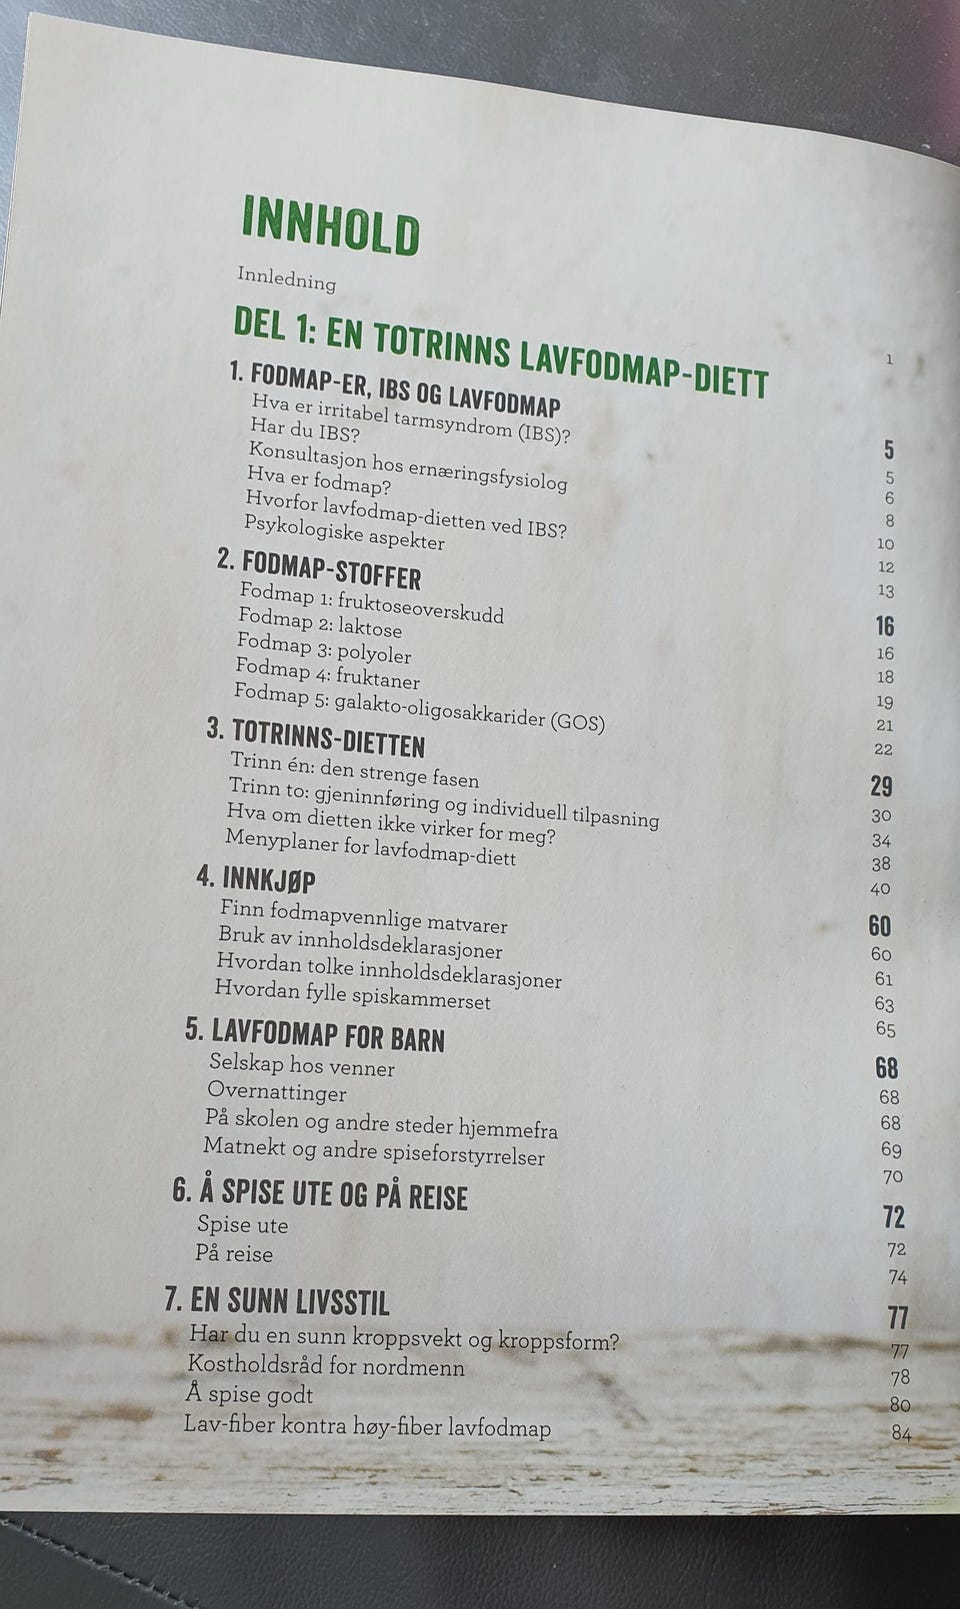 INNHOLD
Innledning 1
DEL 1: EN TOTRINNS LAVFODMAP-DIETT
1. FODMAP-ER, IBS OG LAVFODMAP 5
Hva er irritabel tarmsyndrom (IBS)? 5
Har du IBS? 6
Konsultasjon hos ernæringsfysiolog 8
Hva er fodmap? 10
Hvorfor lavfodmap-dietten ved IBS? 12
Psykologiske aspekter 13
2. FODMAP-STOFFER 16
Fodmap 1: fruktoseoverskudd 16
Fodmap 2: laktose 18
Fodmap 3: polyoler 19
Fodmap 4: fruktaner 21
Fodmap 5: galakto-oligosakkarider (GOS) 22
3. TOTRINNS-DIETTEN 29
Trinn én: den strenge fasen 30
Trinn to: gjeninnføring og individuell tilpasning 34
Hva om dietten ikke virker for meg? 38
Menyplaner for lavfodmap-diett 40
4. INNKJØP 60
Finn fodmapvennlige matvarer 60
Bruk av innholdsdeklarasjoner 61
Hvordan tolke innholdsdeklarasjoner 63
Hvordan fylle spiskammerset 65
5. LAVFODMAP FOR BARN 68
Selskap hos venner 68
Overnattinger 68
På skolen og andre steder hjemmefra 69
Matnekt og andre spiseforstyrrelser 70
6. Å SPISE UTE OG PÅ REISE 72
Spise ute 72
På reise 74
7. EN SUNN LIVSSTIL 77
Har du en sunn kroppsvekt og kroppsform? 77
Kostholdsråd for nordmenn 78
Å spise godt 80
Lav-fiber kontra høy-fiber lavfodmap 84